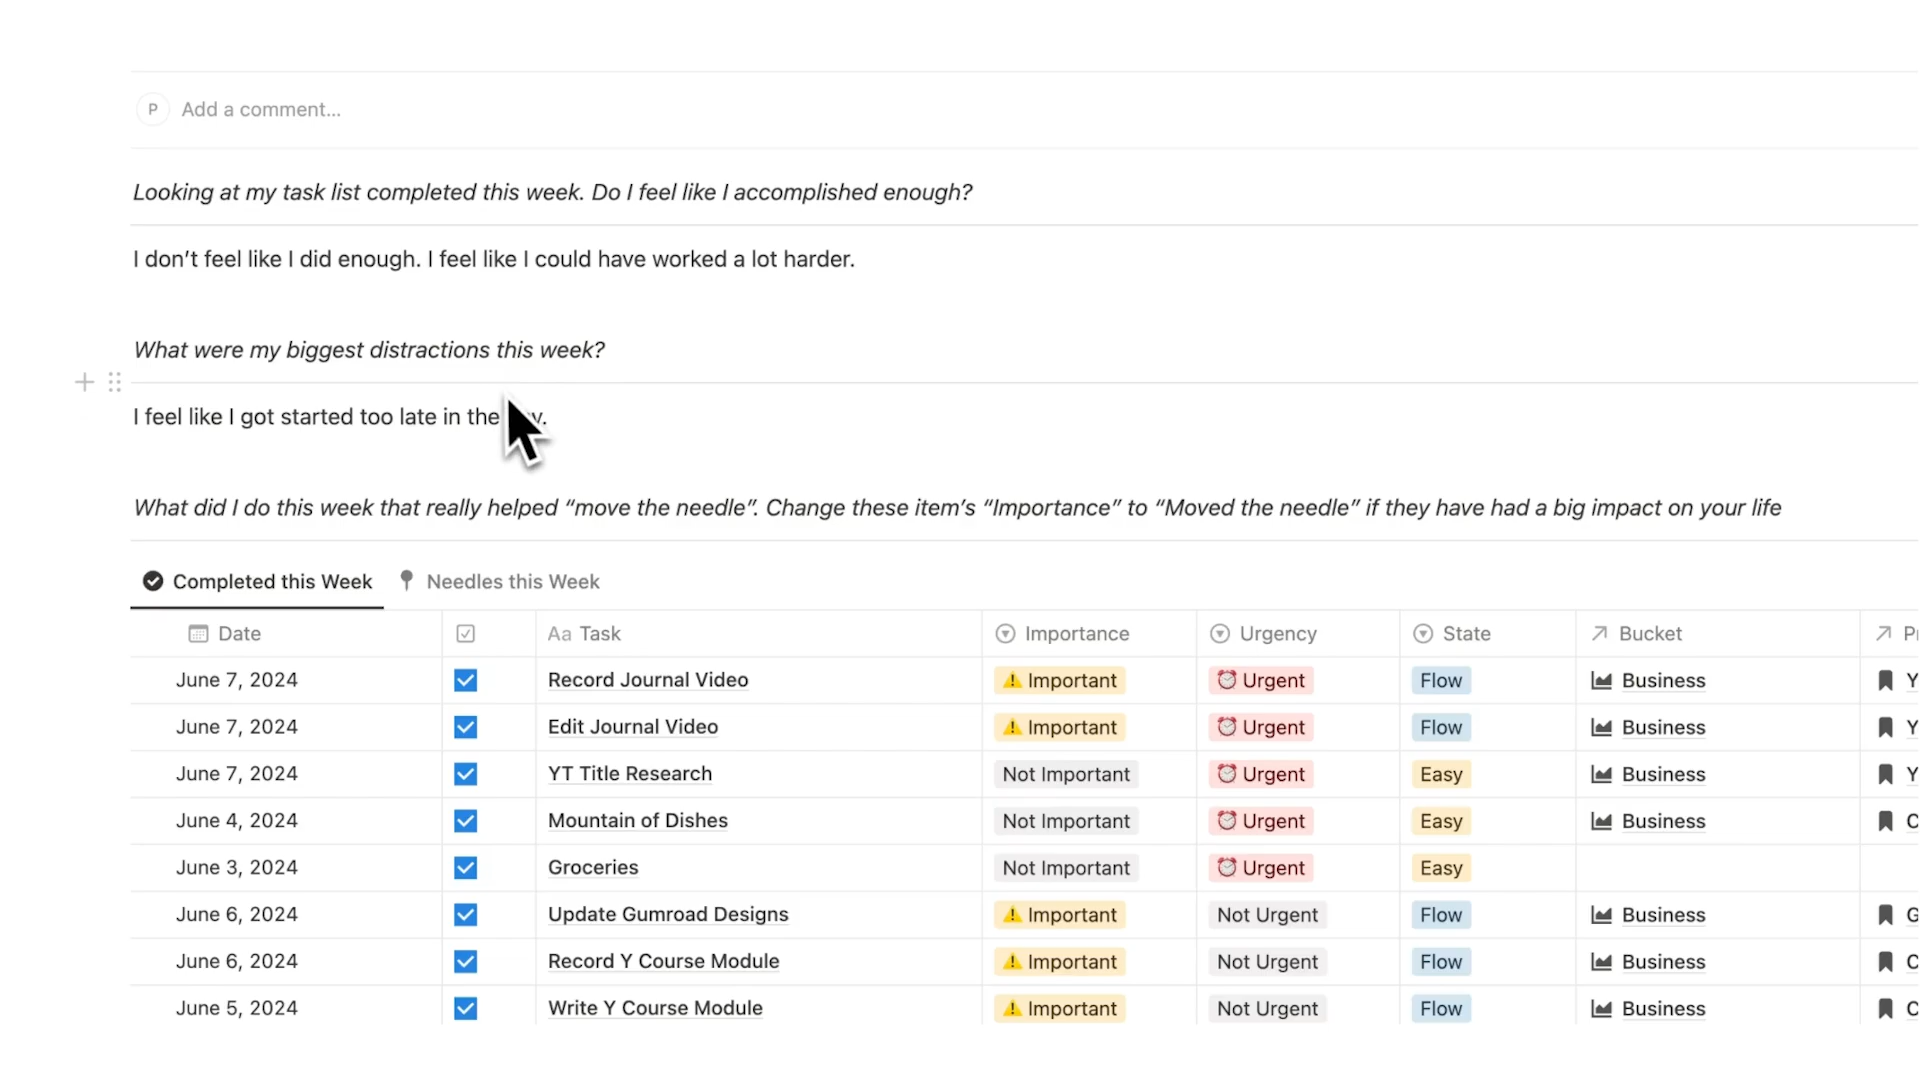 P Add a comment...
Looking at my task list completed this week. Do I feel like I accomplished enough?
I don’t feel like I did enough. I feel like I could have worked a lot harder.
What were my biggest distractions this week?
I feel like I got started too late in the
What did I do this week that really helped “move the needle”. Change these item’s “Importance” to “Moved the needle” if they have had a big impact on your life
Completed this Week Needles this Week
Date Aa Task Importance Urgency State Bucket
June 7, 2024 Record Journal Video Important Urgent Flow Business Y
June 7, 2024 Edit Journal Video Important Urgent Flow Business Y
June 7, 2024 YT Title Research Not Important Urgent Easy Business Y
June 4, 2024 Mountain of Dishes Not Important Urgent Easy Business
June 3, 2024 Groceries Not Important Urgent Easy
June 6, 2024 Update Gumroad Designs Important Not Urgent Flow Business
June 6, 2024 Record Y Course Module Important Not Urgent Flow Business
June 5, 2024 Write Y Course Module Important Not Urgent Flow Business